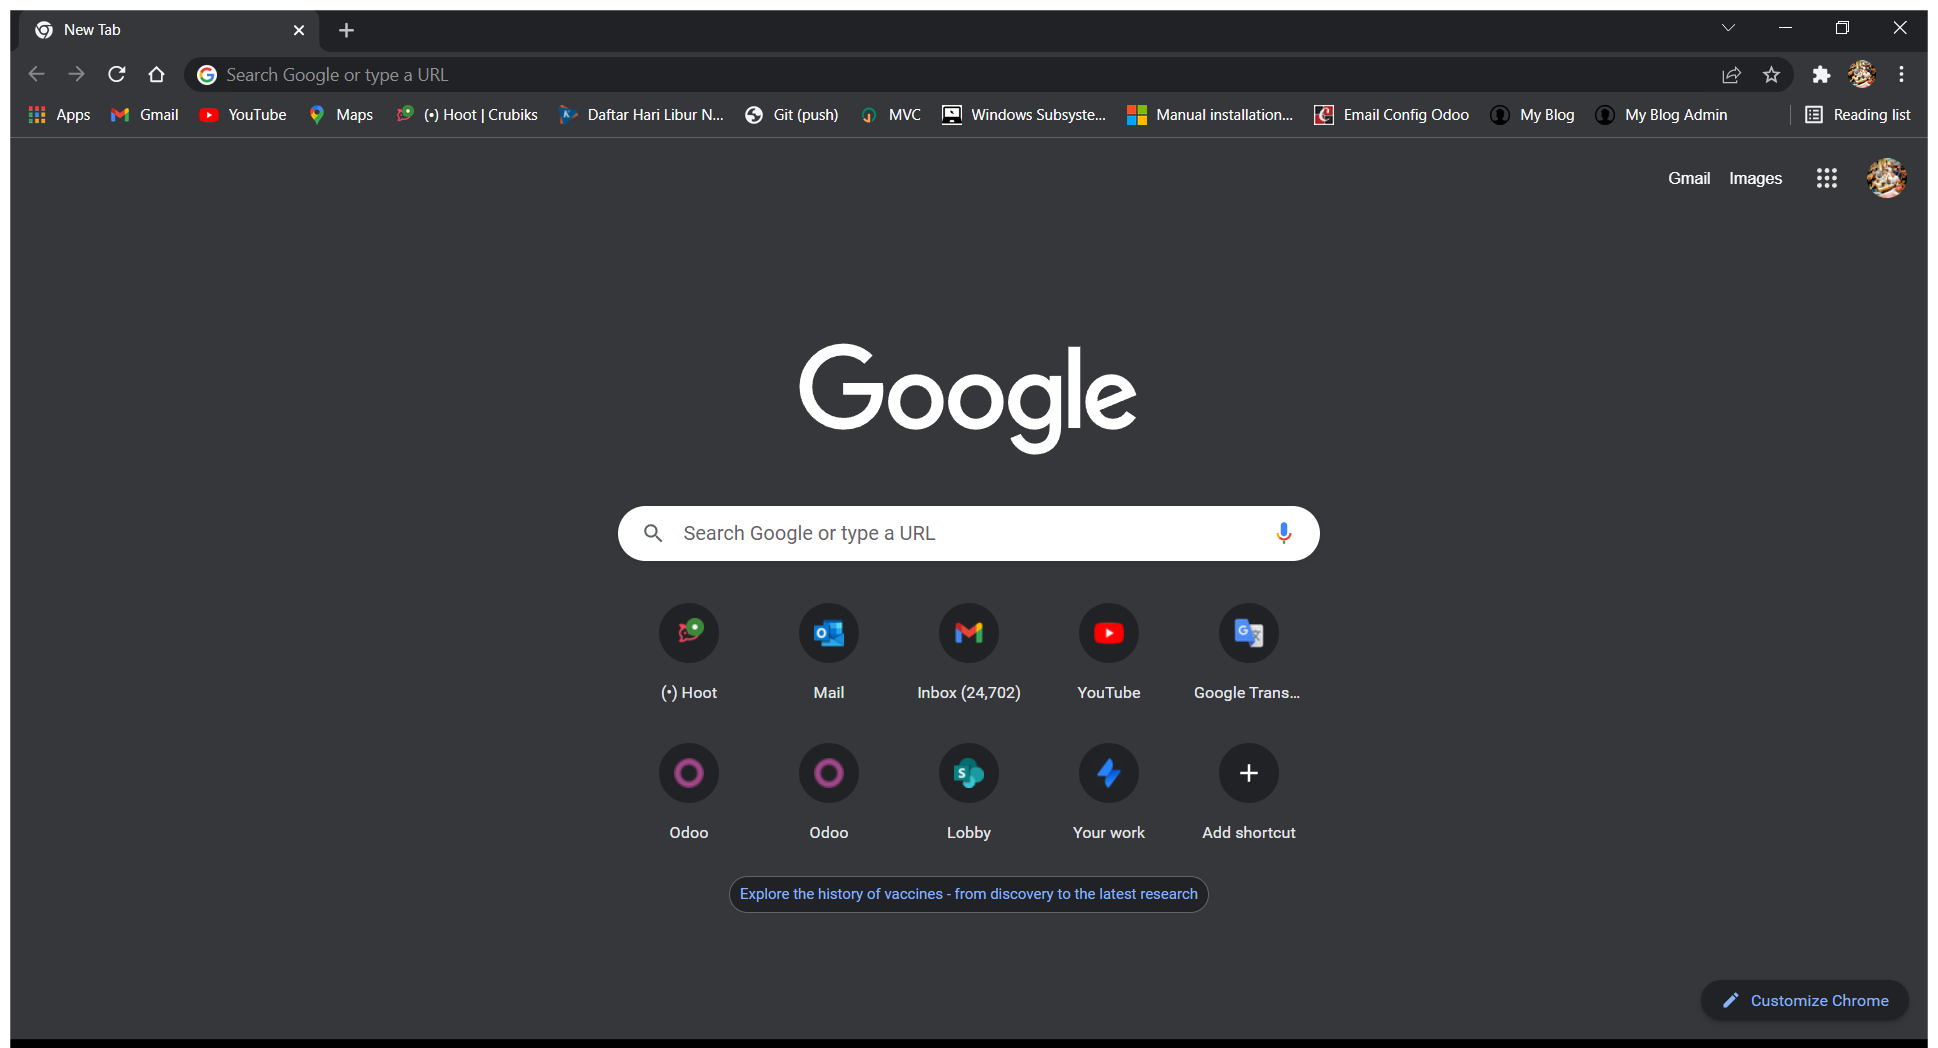 New Tab
Search Google or type a URL
Apps Gmail YouTube Maps (•) Hoot | Crubiks Daftar Hari Libur N... Git (push) MVC Windows Subsyste... Manual installation... Email Config Odoo My Blog My Blog Admin Reading list
Gmail Images
Google
Search Google or type a URL
(•) Hoot Mail Inbox (24,702) YouTube Google Trans...
Odoo Odoo Lobby Your work Add shortcut
Explore the history of vaccines - from discovery to the latest research
Customize Chrome